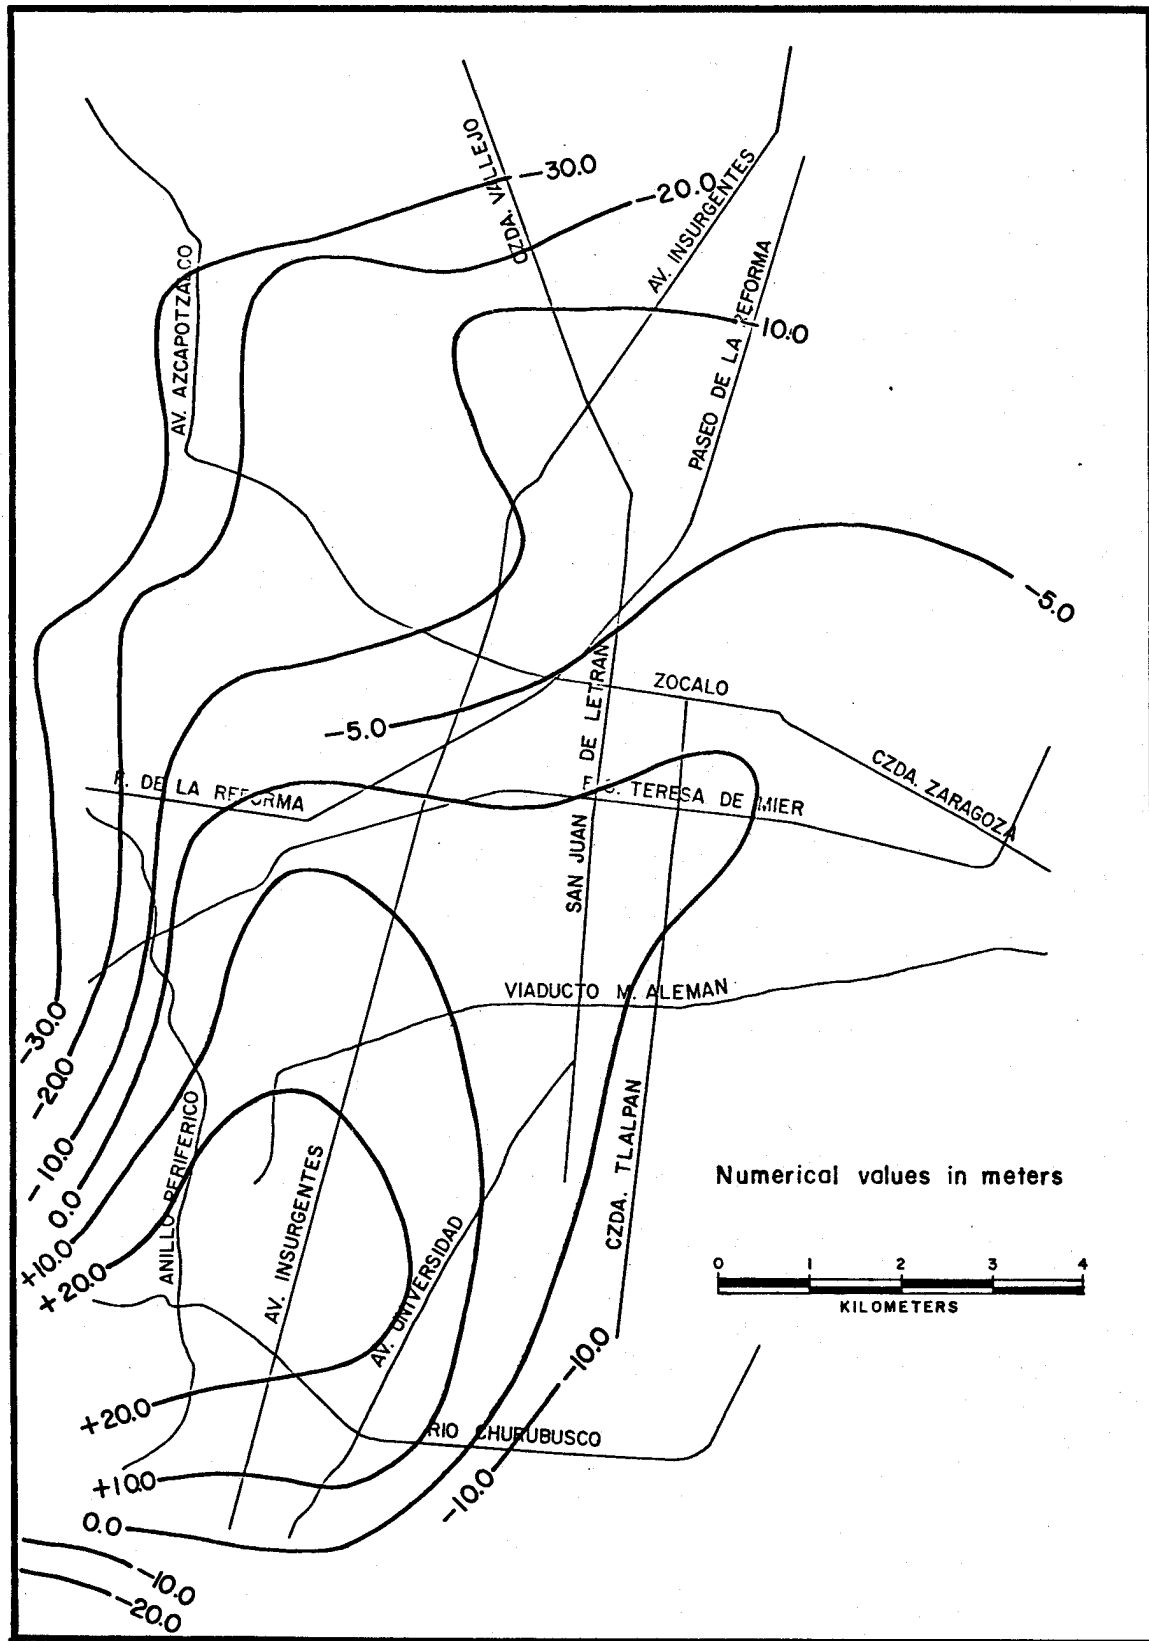 CZDA. VALLEJO
-30.0
-20.0
AV. INSURGENTES
AV. AZCAPOTZALCO
PASEO DE LA REFORMA
-10.0
-5.0
ZOCALO
SAN JUAN DE LETRAN
-5.0
CZDA. ZARAGOZA
P. DE LA REFORMA
TERESA DE MIER
VIADUCTO M. ALEMAN
-30.0
-20.0
-10.0
0.0
+10.0
+20.0
ANILLO PERIFERICO
AV. INSURGENTES
AV. UNIVERSIDAD
CZDA. TLALPAN
Numerical values in meters
0 1 2 3 4
KILOMETERS
-10.0
+20.0
RIO CHURUBUSCO
+10.0
-10.0
0.0
-10.0
-20.0